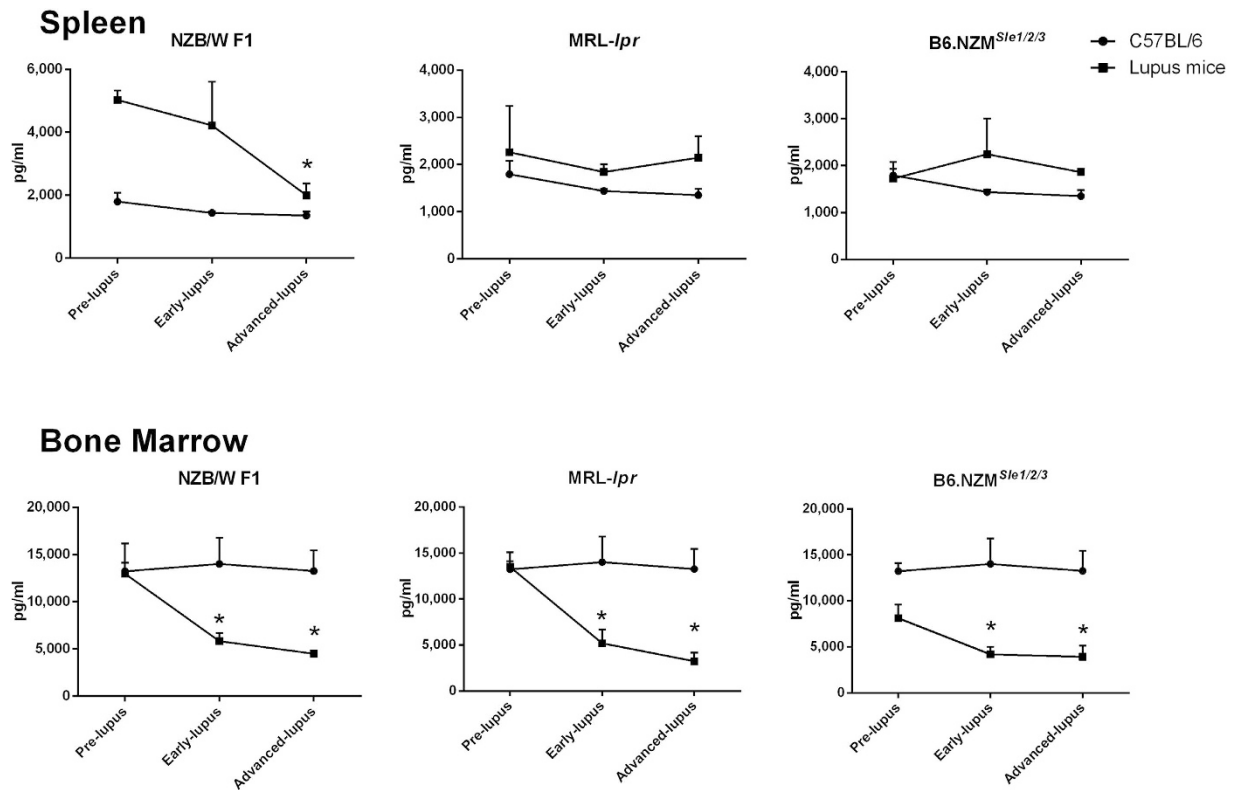 Spleen
NZB/W F1
MRL-lpr
B6.NZM^Sle1/2/3
C57BL/6
Lupus mice
6,000
4,000
2,000
0
pg/ml
Pre-lupus
Early-lupus
Advanced-lupus
*
4,000
3,000
2,000
1,000
0
pg/ml
Pre-lupus
Early-lupus
Advanced-lupus
4,000
3,000
2,000
1,000
0
pg/ml
Pre-lupus
Early-lupus
Advanced-lupus
Bone Marrow
NZB/W F1
MRL-lpr
B6.NZM^Sle1/2/3
20,000
15,000
10,000
5,000
0
pg/ml
*
*
Pre-lupus
Early-lupus
Advanced-lupus
20,000
15,000
10,000
5,000
0
pg/ml
*
*
Pre-lupus
Early-lupus
Advanced-lupus
20,000
15,000
10,000
5,000
0
pg/ml
*
*
Pre-lupus
Early-lupus
Advanced-lupus